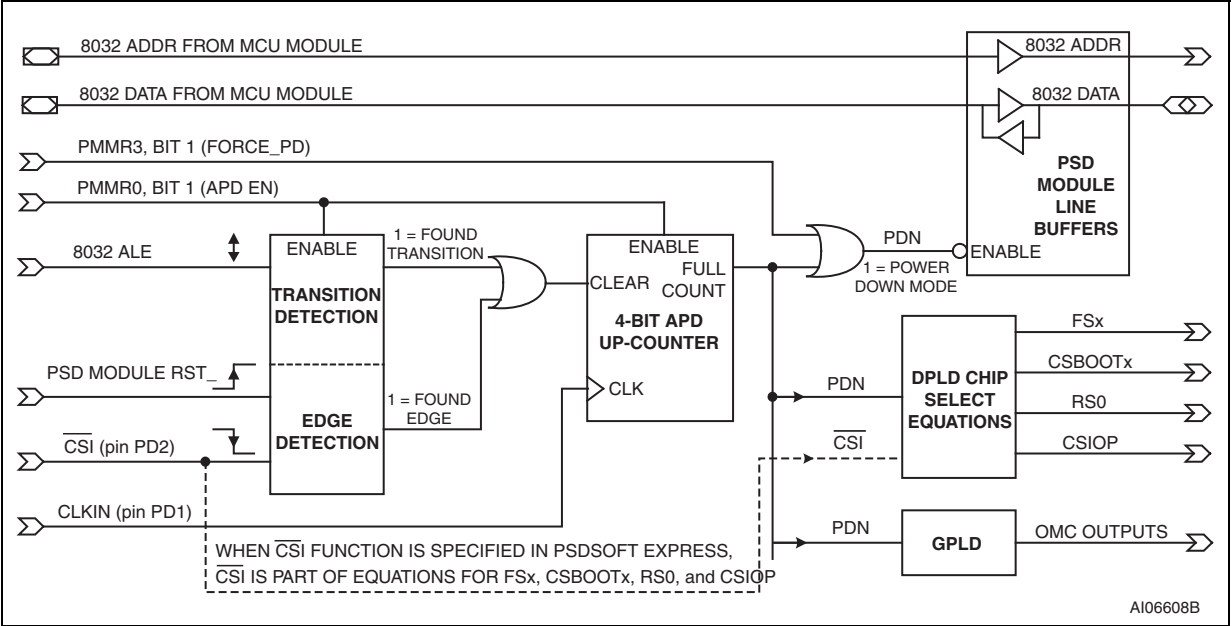 8032 ADDR FROM MCU MODULE
8032 ADDR
8032 DATA FROM MCU MODULE
8032 DATA
PMMR3, BIT 1 (FORCE_PD)
PSD
MODULE
LINE
BUFFERS
PMMR0, BIT 1 (APD EN)
8032 ALE
ENABLE
1 = FOUND
TRANSITION
TRANSITION
DETECTION
ENABLE
FULL
COUNT
CLEAR
4-BIT APD
UP-COUNTER
CLK
PDN
1 = POWER
DOWN MODE
ENABLE
PSD MODULE RST_
EDGE
DETECTION
1 = FOUND
EDGE
CSI (pin PD2)
CLKIN (pin PD1)
PDN
CSI
DPLD CHIP
SELECT
EQUATIONS
FSx
CSBOOTx
RS0
CSIOP
PDN
GPLD
OMC OUTPUTS
WHEN CSI FUNCTION IS SPECIFIED IN PSDSOFT EXPRESS,
CSI IS PART OF EQUATIONS FOR FSx, CSBOOTx, RS0, and CSIOP
AI06608B